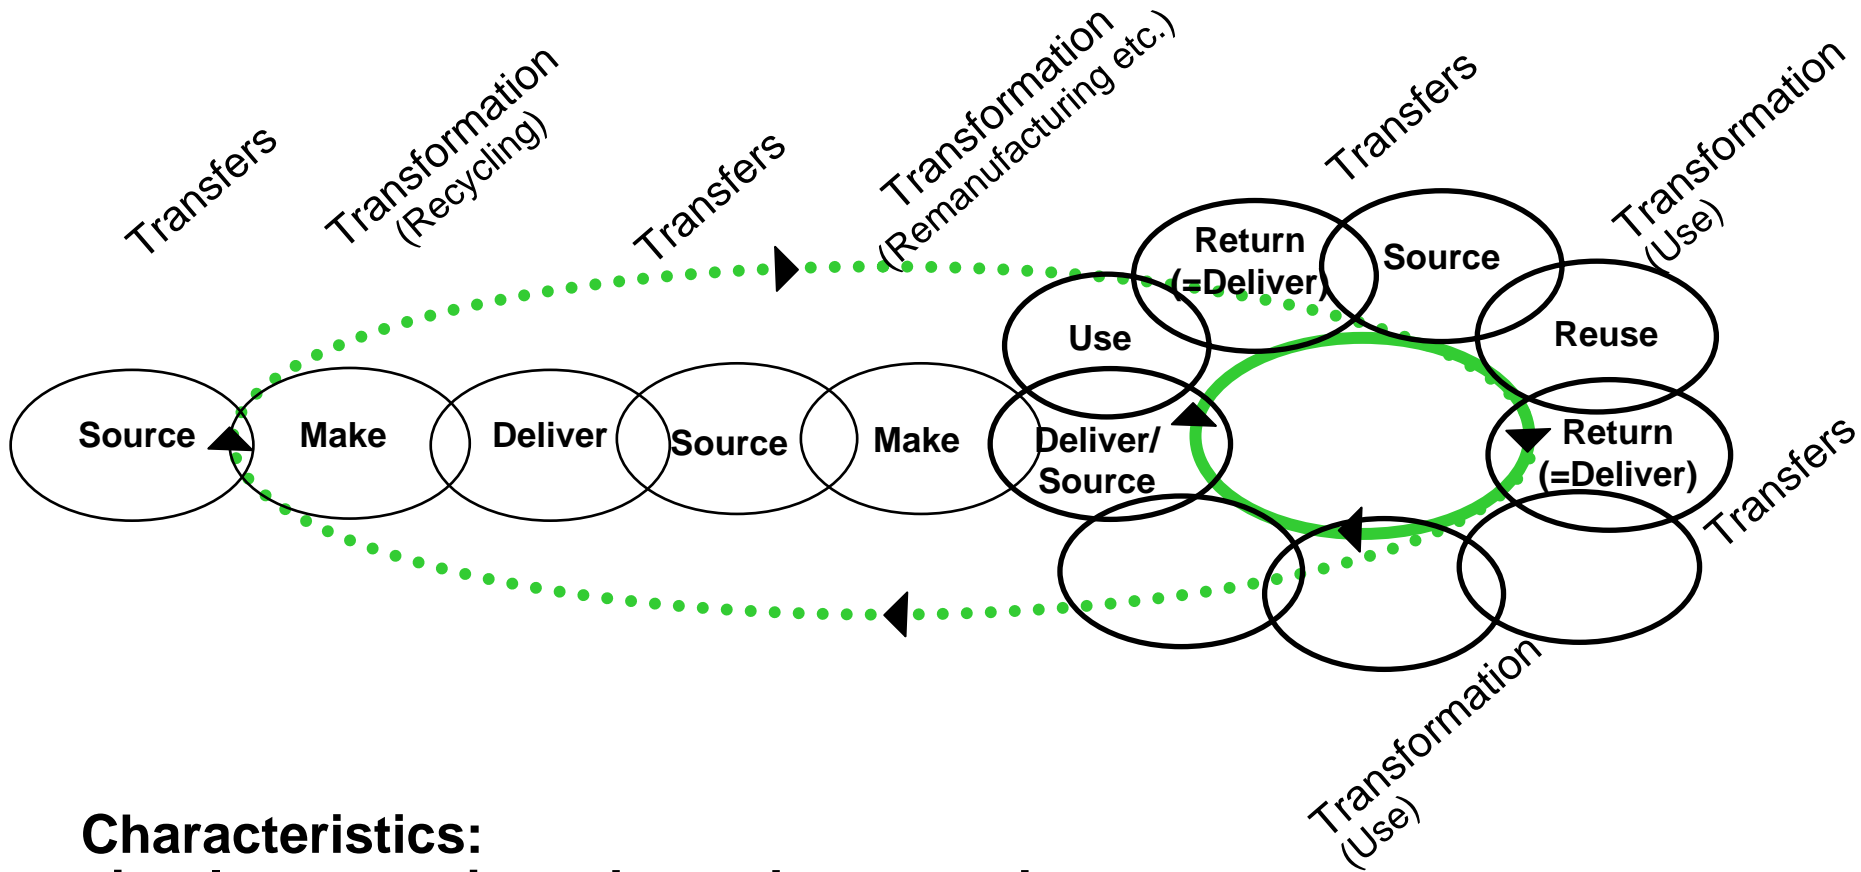 Transfers
Transformation
(Recycling)
Transfers
Transformation
(Remanufacturing etc.)
Transfers
Transformation
(Use)
Return
(=Deliver)
Source
Use
Reuse
Source
Make
Deliver
Source
Make
Deliver/
Source
Return
(=Deliver)
Transfers
Transformation
(Use)
Characteristics: